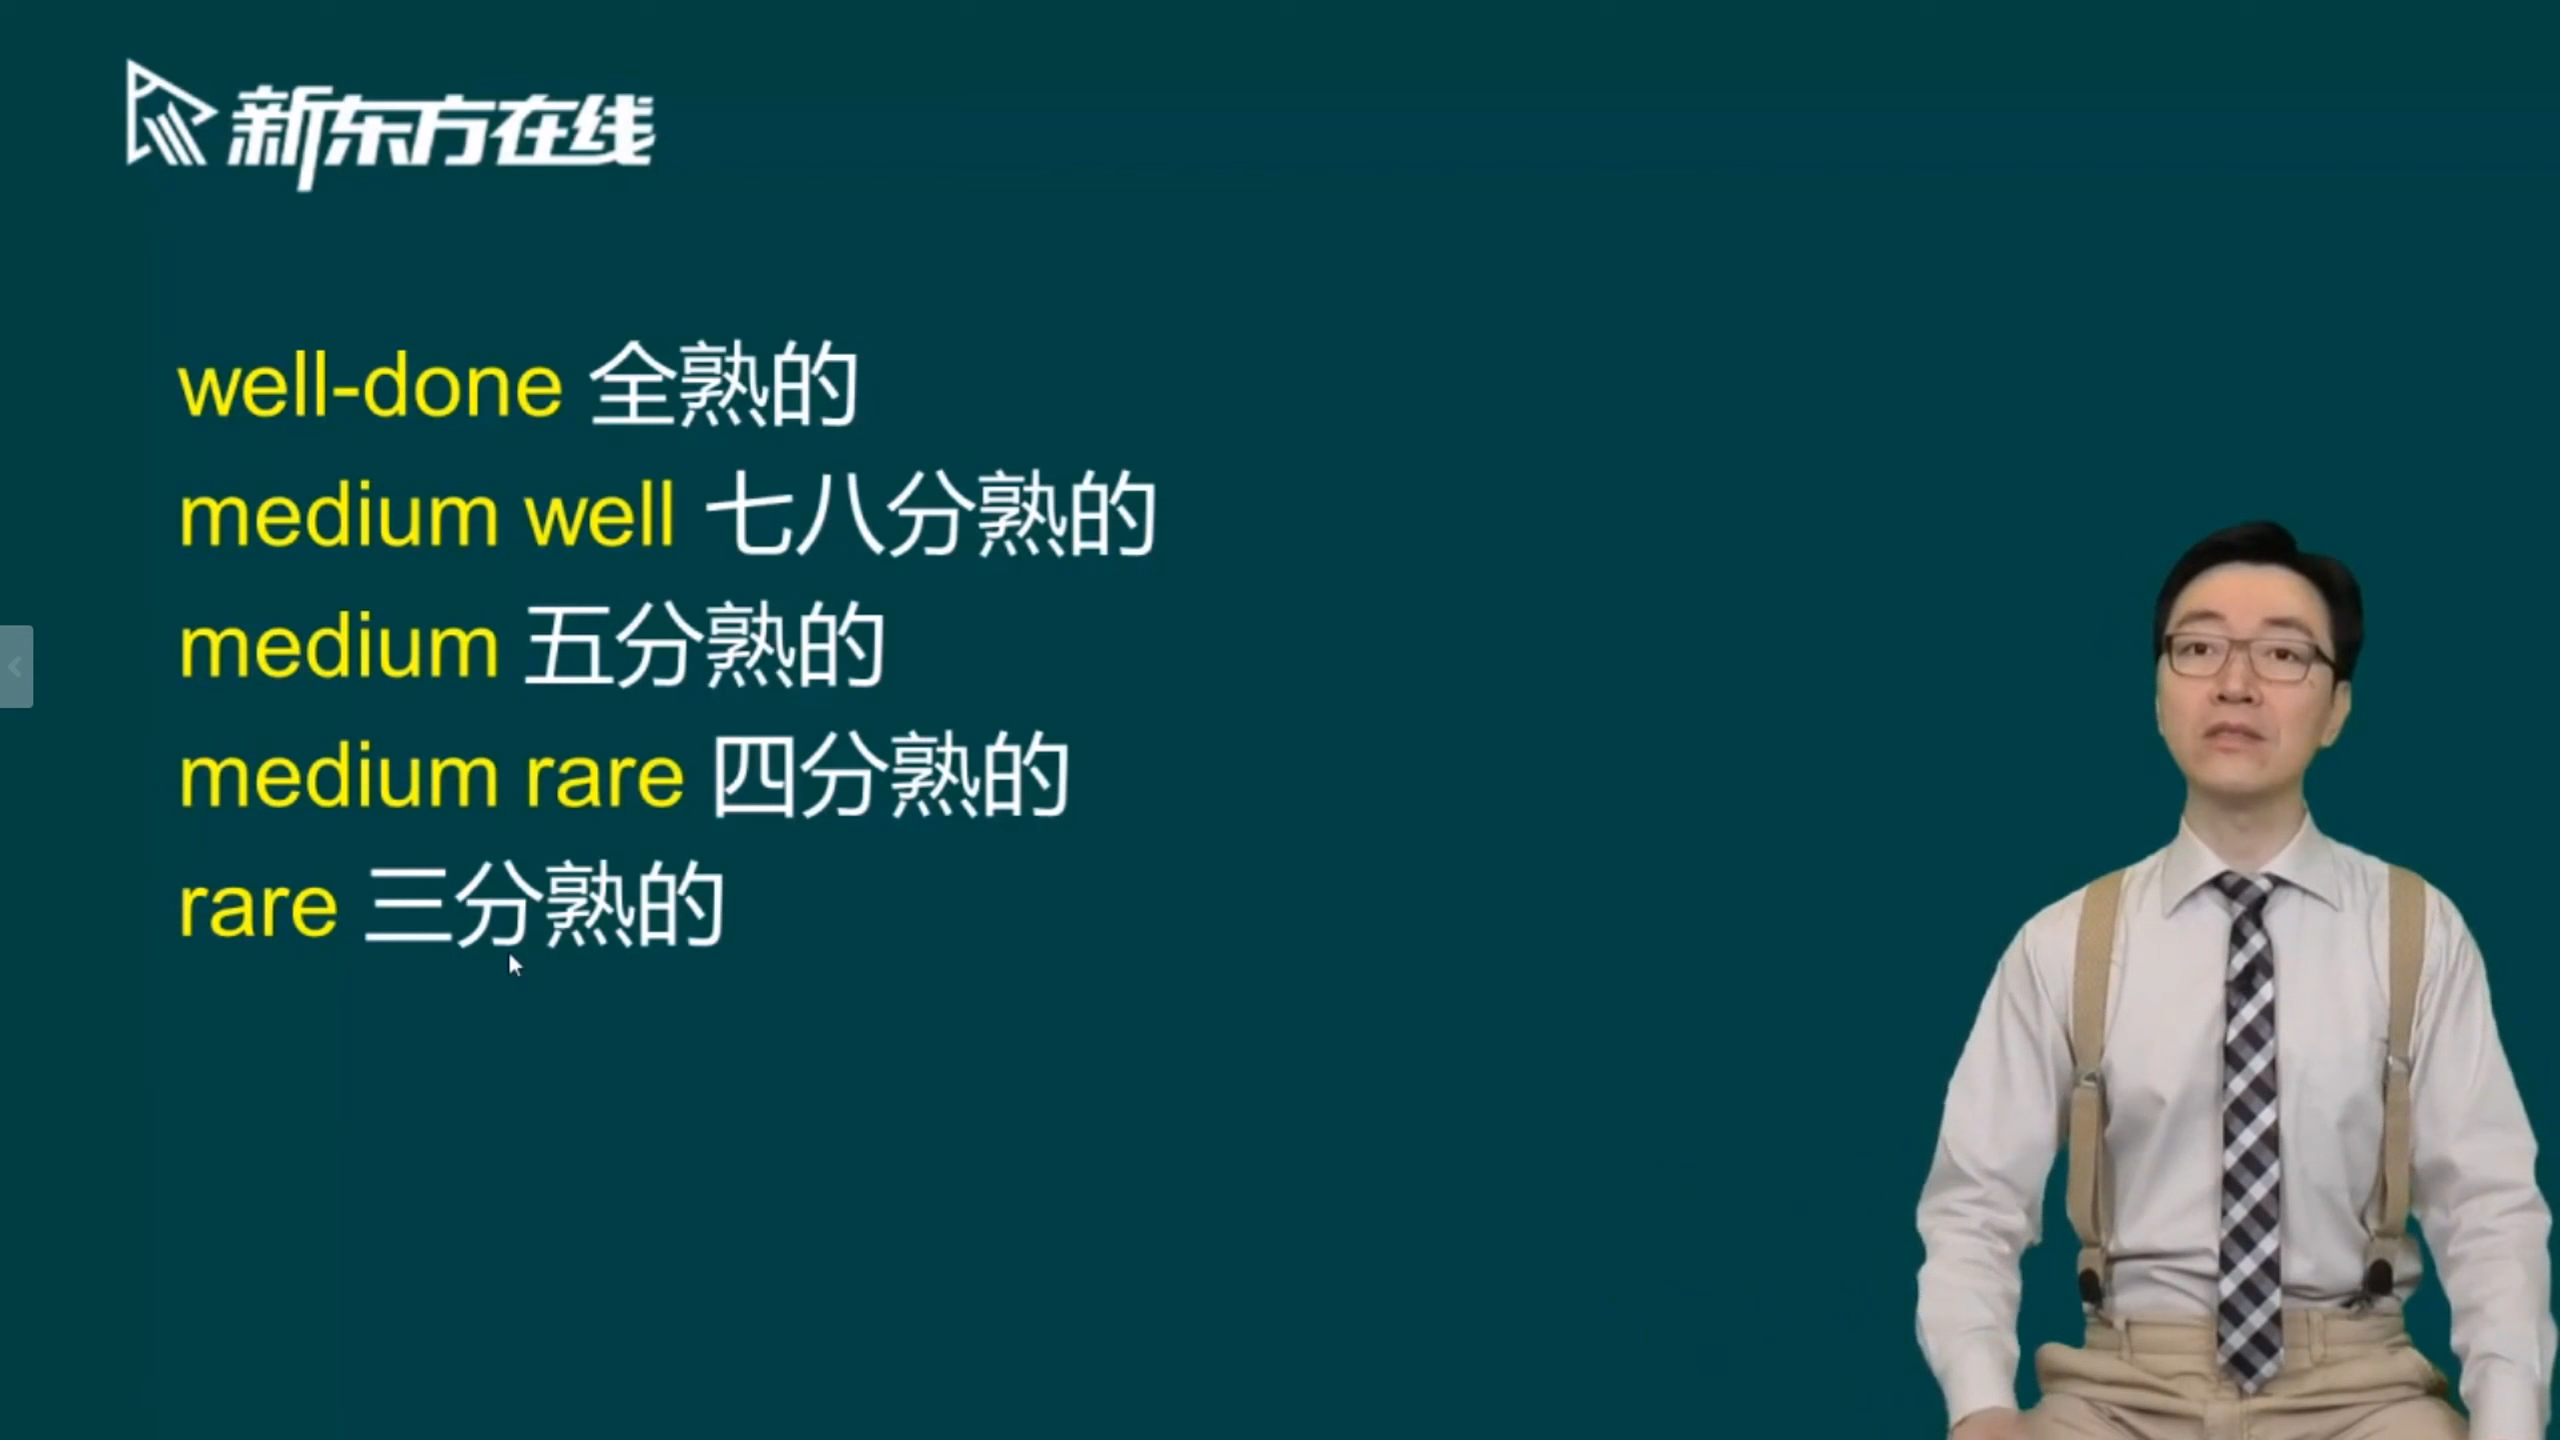 新东方在线
well-done 全熟的
medium well 七八分熟的
medium 五分熟的
medium rare 四分熟的
rare 三分熟的